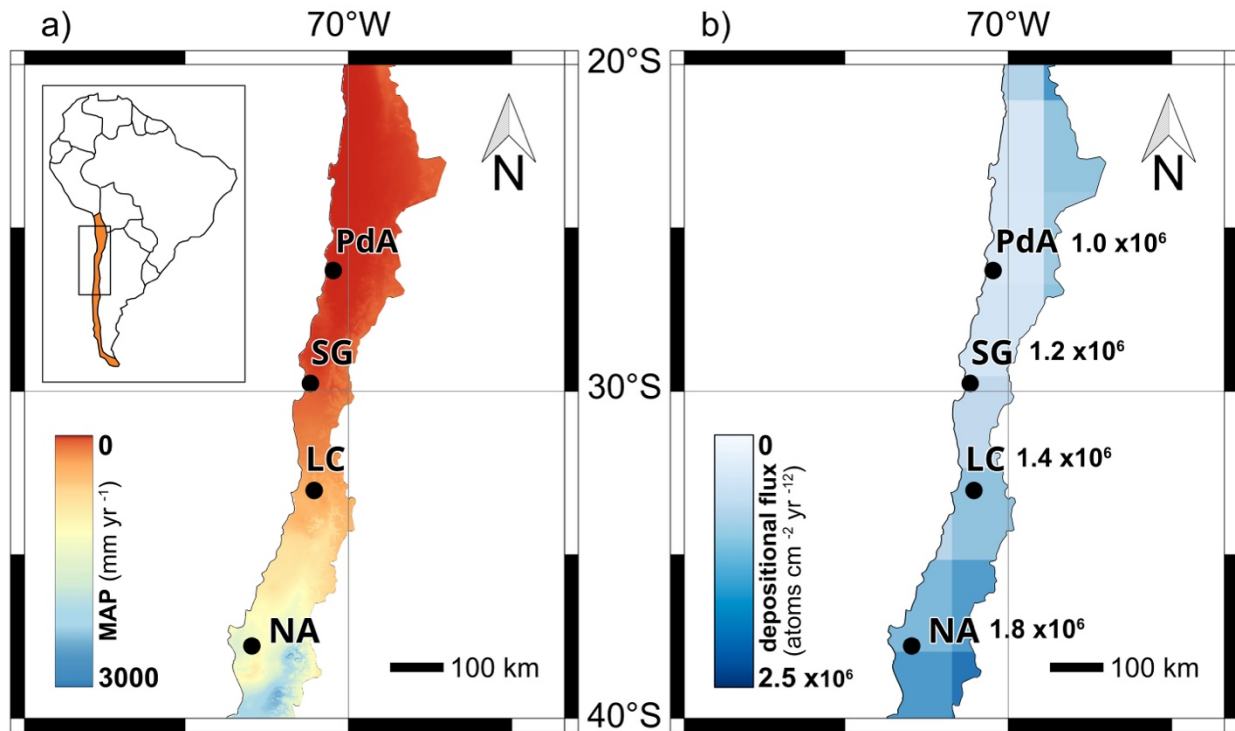 a)
70°W
20°S
N
PdA
SG
30°S
LC
0
MAP (mm yr ⁻¹)
3000
NA
100 km
40°S
b)
70°W
N
PdA 1.0 x10⁶
SG 1.2 x10⁶
LC 1.4 x10⁶
0
depositional flux
(atoms cm⁻² yr⁻¹²)
2.5 x10⁶
NA 1.8 x10⁶
100 km